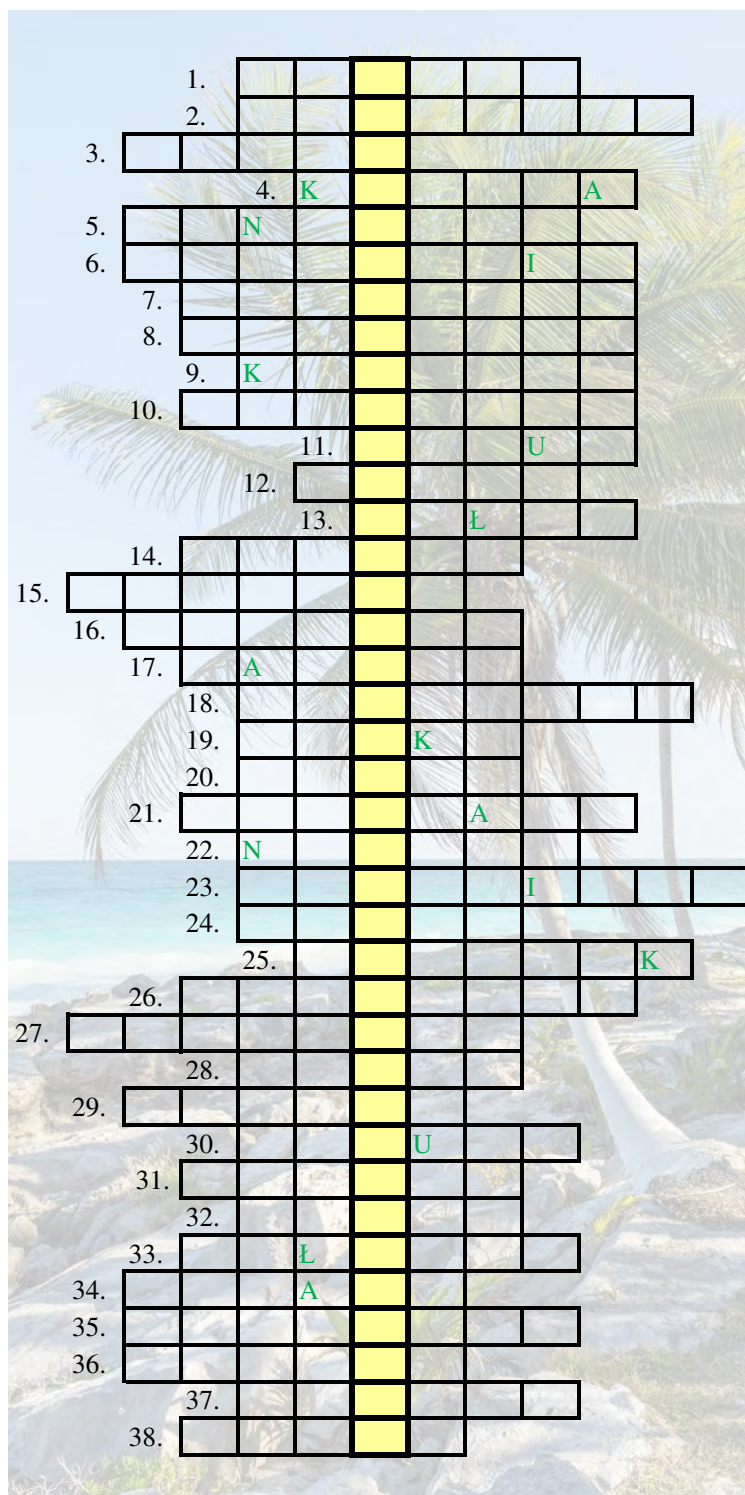 1.
2.
3.
4. K A
5. N
6. I
7.
8.
9. K
10.
11. U
12.
13. Ł
14.
15.
16.
17. A
18.
19. K
20.
21. A
22. N
23. I
24.
25. K
26.
27.
28.
29.
30. U
31.
32.
33. Ł
34. A
35.
36.
37.
38.